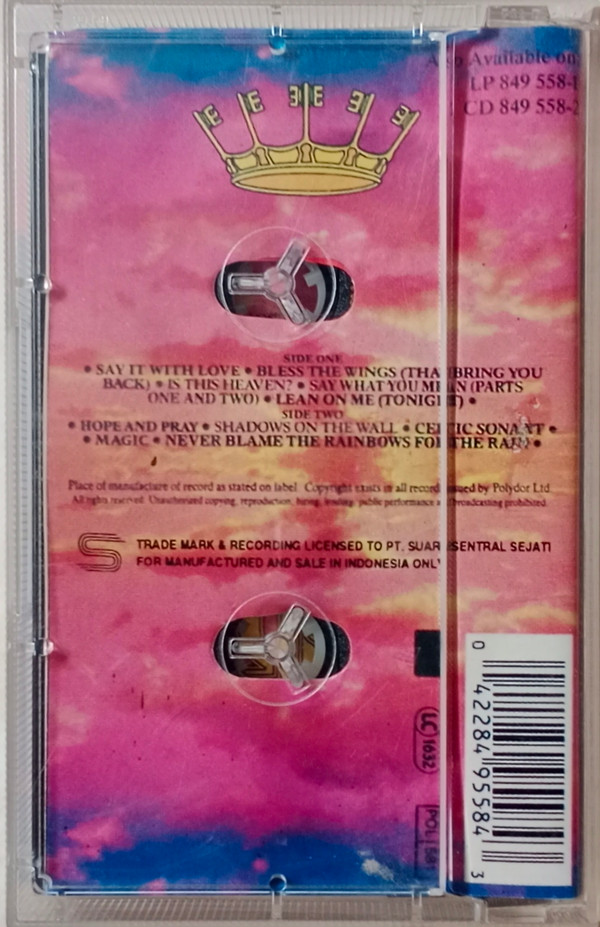 Also Available on
LP 849 558-1
CD 849 558-2
SIDE ONE
• SAY IT WITH LOVE • BLESS THE WINGS (THAT BRING YOU
BACK) • IS THIS HEAVEN? • SAY WHAT YOU MEAN (PARTS
ONE AND TWO) • LEAN ON ME (TONIGHT) •
SIDE TWO
• HOPE AND PRAY • SHADOWS ON THE WALL • CELTIC SONANT •
• MAGIC • NEVER BLAME THE RAINBOWS FOR THE RAIN •
Place of manufacture of record as stated on label. Copyright exists in all records issued by Polydor Ltd.
All rights reserved. Unauthorized copying, reproduction, hiring, lending, public performance and broadcasting prohibited.
TRADE MARK & RECORDING LICENSED TO PT. SUARA SENTRAL SEJATI
FOR MANUFACTURED AND SALE IN INDONESIA ONLY
LC 1632
POL 581
0 42284 95584 3